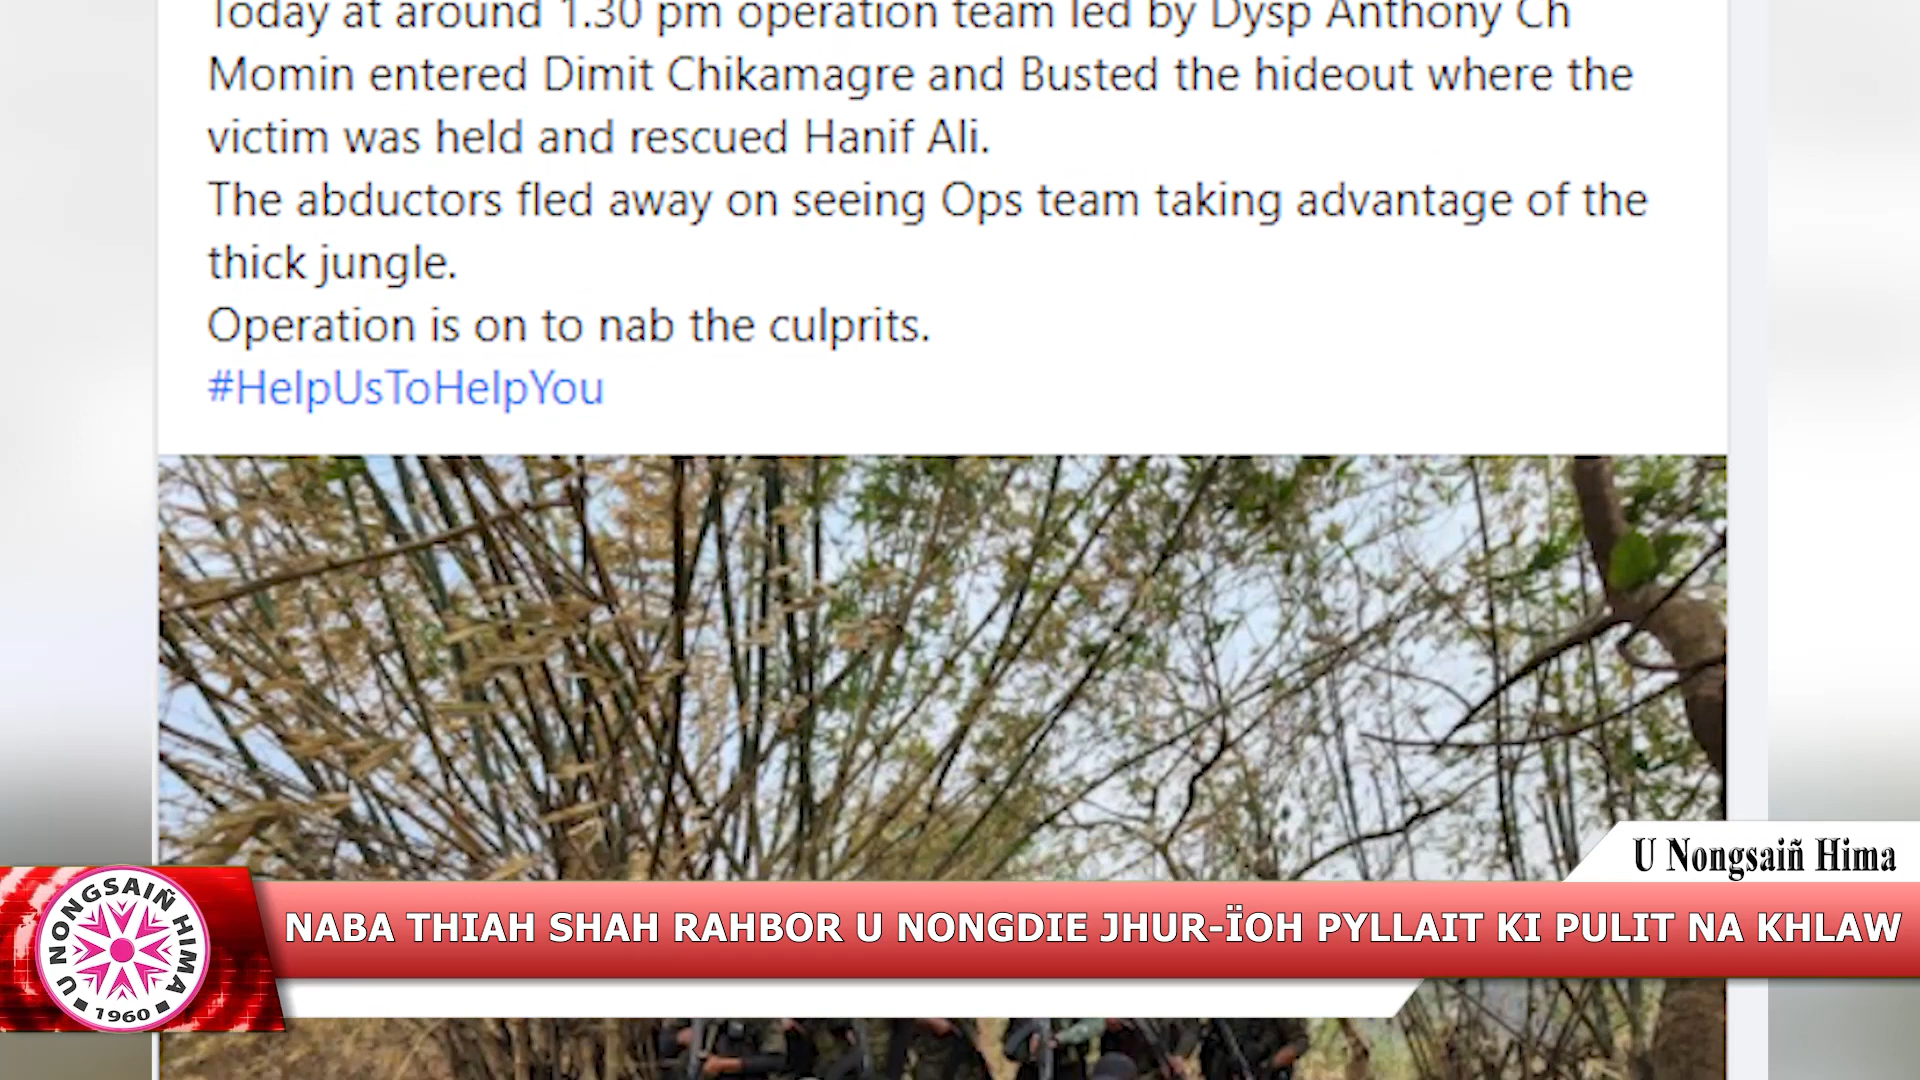 Today at around 1.30 pm operation team led by Dysp Anthony Ch
Momin entered Dimit Chikamagre and Busted the hideout where the
victim was held and rescued Hanif Ali.
The abductors fled away on seeing Ops team taking advantage of the
thick jungle.
Operation is on to nab the culprits.
#HelpUsToHelpYou
U Nongsaiñ Hima
NABA THIAH SHAH RAHBOR U NONGDIE JHUR-ÏOH PYLLAIT KI PULIT NA KHLAW
U NONGSAIÑ HIMA
1960